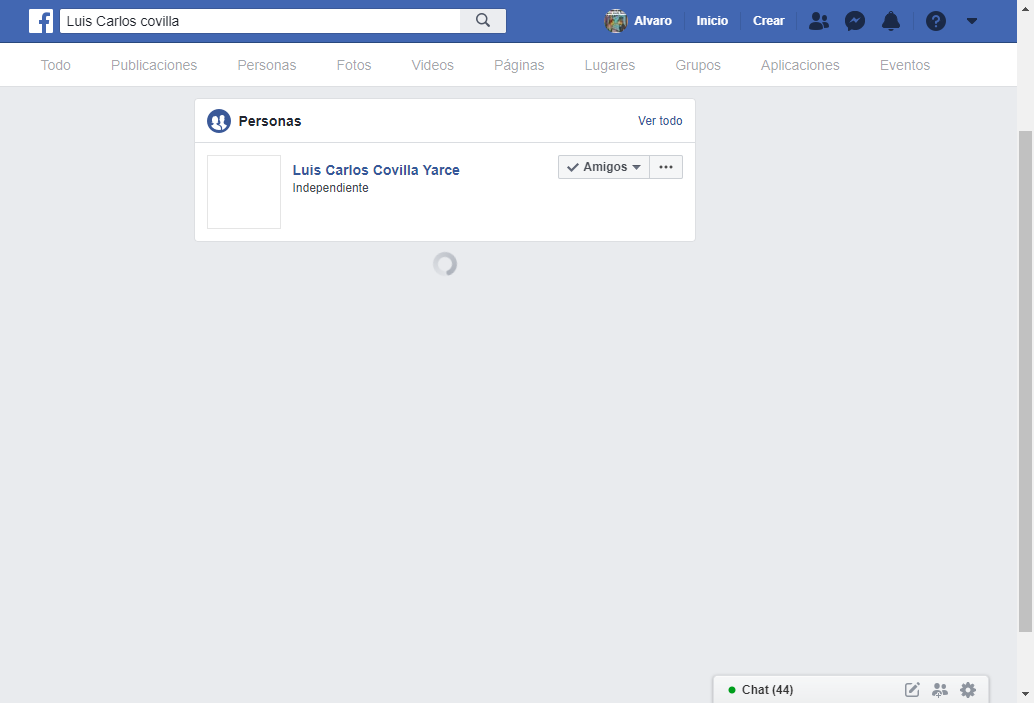 Luis Carlos covilla
Alvaro Inicio Crear
Todo Publicaciones Personas Fotos Videos Páginas Lugares Grupos Aplicaciones Eventos
Personas Ver todo
Luis Carlos Covilla Yarce Amigos
Independiente
Chat (44)